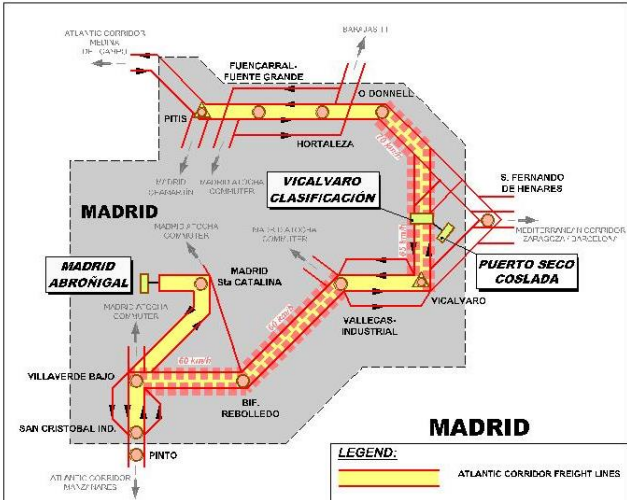 ATLANTIC CORRIDOR
MEDINA
DEL CAMPO
BARAJAS T4
FUENCARRAL-
FUENTE GRANDE
O DONNELL
PITIS
HORTALEZA
70 km/h
MADRID
CHAMARTÍN
MADRID ATOCHA
COMMUTER
S. FERNANDO
DE HENARES
VICALVARO
CLASIFICACIÓN
MADRID
MADRID ATOCHA
COMMUTER
MADRID ATOCHA
COMMUTER
MEDITERRANEAN CORRIDOR
ZARAGOZA / BARCELONA
PUERTO SECO
COSLADA
MADRID
ABROÑIGAL
MADRID
Sta CATALINA
VICALVARO
VALLECAS-
INDUSTRIAL
MADRID ATOCHA
COMMUTER
60 km/h
60 km/h
VILLAVERDE BAJO
BIF.
REBOLLEDO
SAN CRISTOBAL IND.
MADRID
PINTO
LEGEND:
ATLANTIC CORRIDOR FREIGHT LINES
ATLANTIC CORRIDOR
MANZANARES